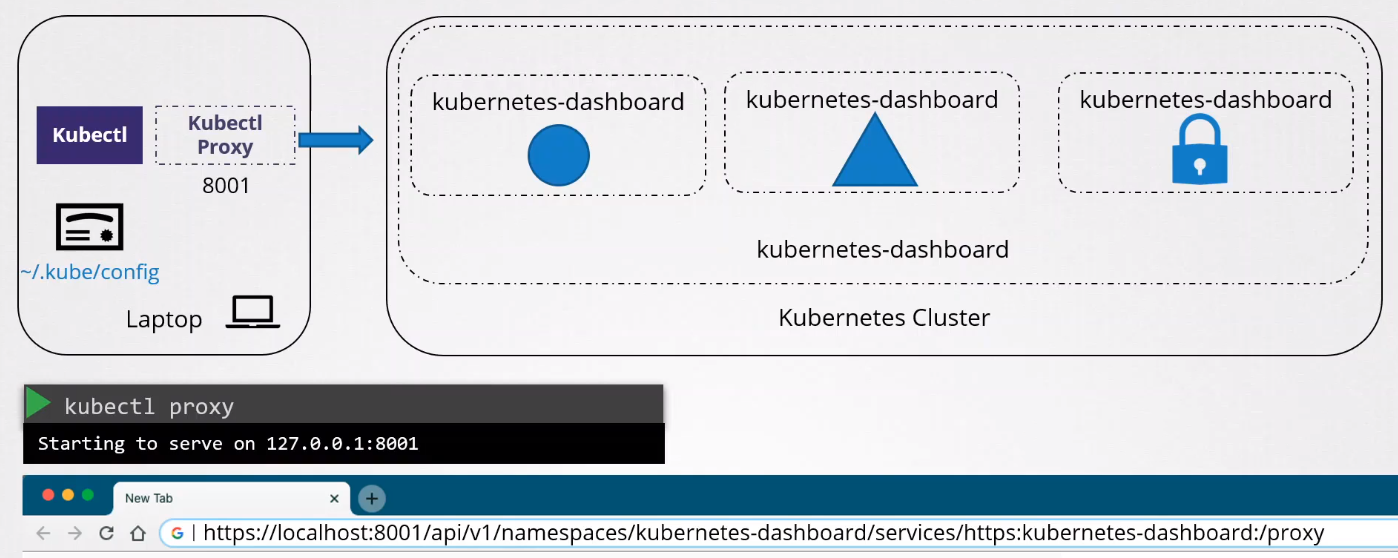 Kubectl
Kubectl
Proxy
8001
~/.kube/config
Laptop
kubernetes-dashboard
kubernetes-dashboard
kubernetes-dashboard
kubernetes-dashboard
Kubernetes Cluster
kubectl proxy
Starting to serve on 127.0.0.1:8001
New Tab
https://localhost:8001/api/v1/namespaces/kubernetes-dashboard/services/https:kubernetes-dashboard:/proxy